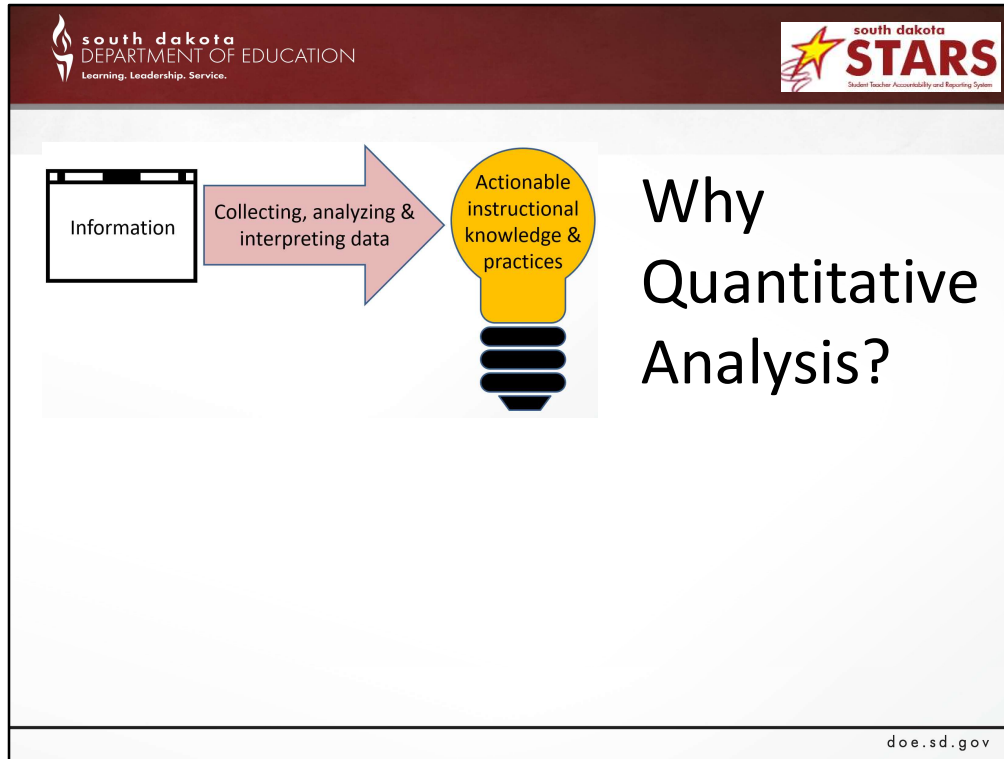 south dakota
DEPARTMENT OF EDUCATION
Learning. Leadership. Service.
south dakota
STARS
Student Teacher Accountability and Reporting System
Information
Collecting, analyzing &
interpreting data
Actionable
instructional
knowledge &
practices
Why
Quantitative
Analysis?
doe.sd.gov